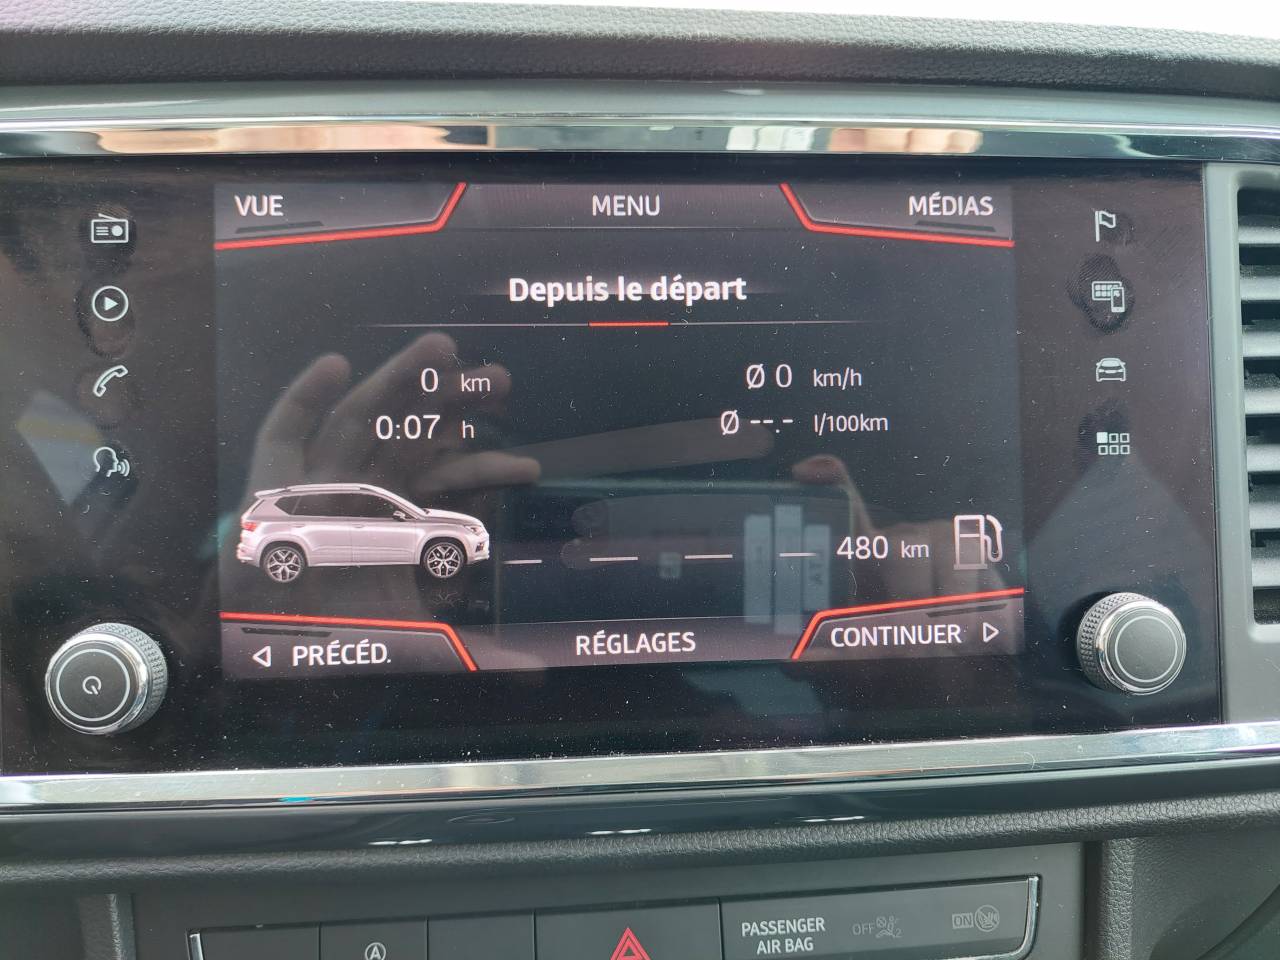 VUE
MENU
MÉDIAS
Depuis le départ
0 km
Ø 0 km/h
0:07 h
Ø --.- l/100km
480 km
PRÉCÉD.
RÉGLAGES
CONTINUER
A
PASSENGER
AIR BAG
OFF
2
ON